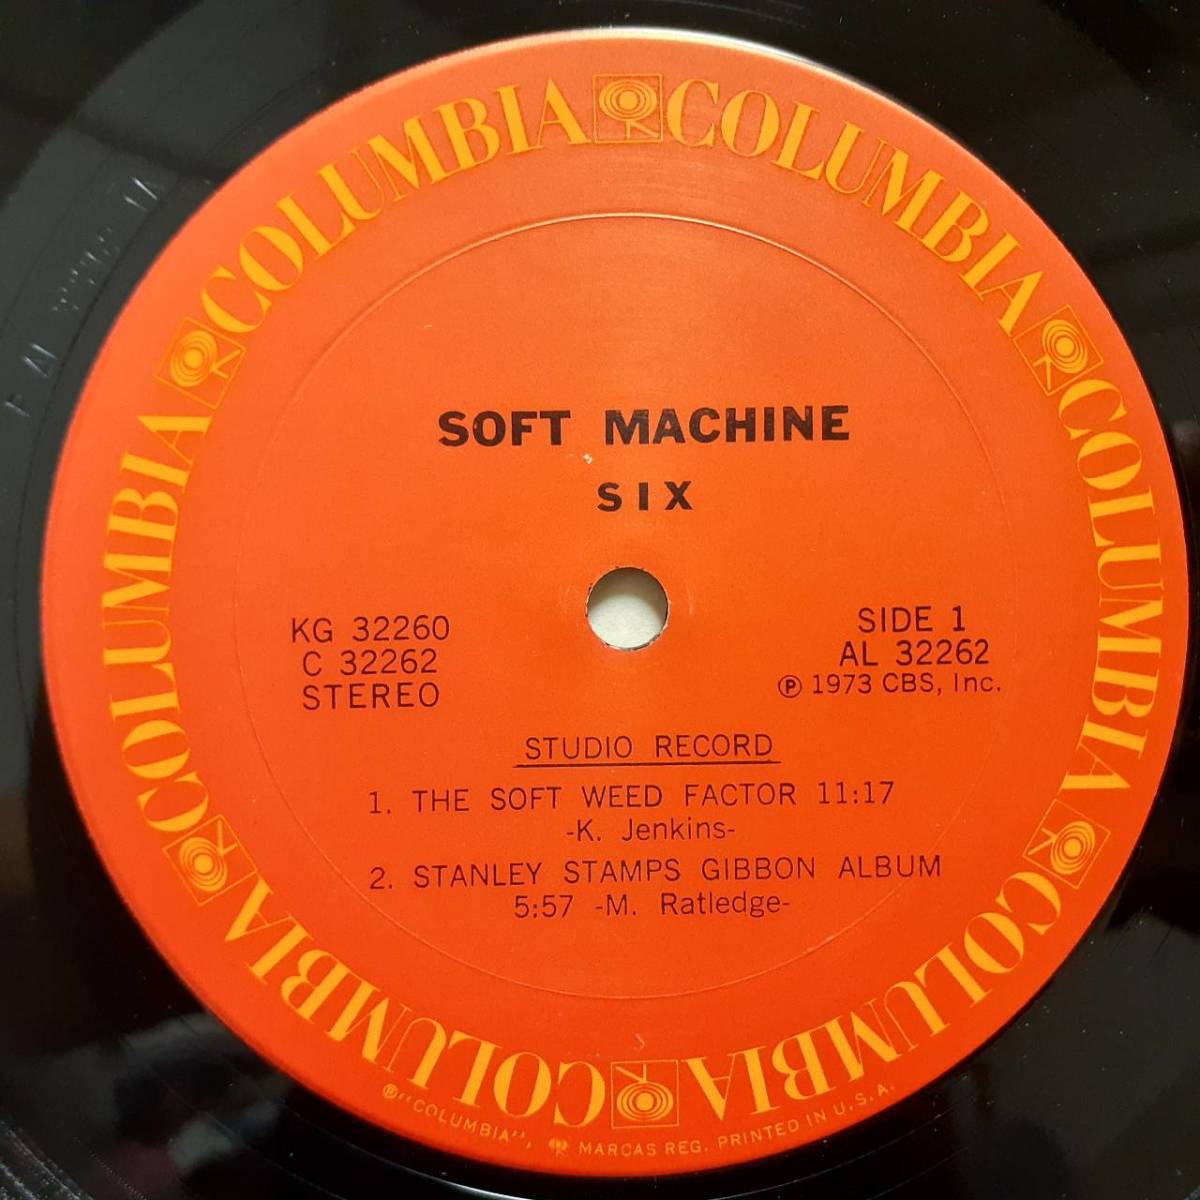 COLUMBIA COLUMBIA COLUMBIA COLUMBIA COLUMBIA COLUMBIA
SOFT MACHINE
SIX
KG 32260
C 32262
STEREO
SIDE 1
AL 32262
Ⓟ 1973 CBS, Inc.
STUDIO RECORD
1. THE SOFT WEED FACTOR 11:17
-K. Jenkins-
2. STANLEY STAMPS GIBBON ALBUM
5:57 -M. Ratledge-
®"COLUMBIA", MARCAS REG. PRINTED IN U.S.A.